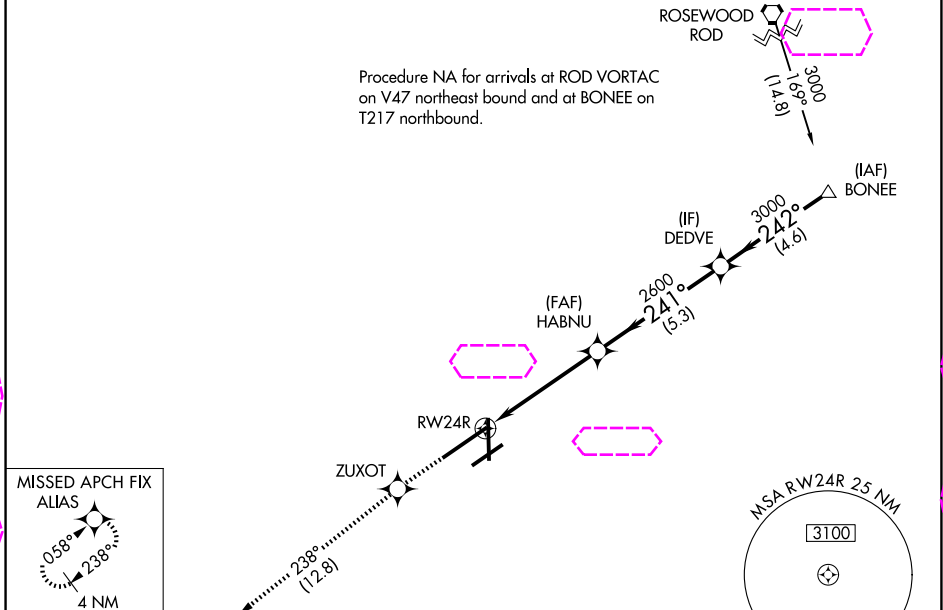 ROSEWOOD
ROD
Procedure NA for arrivals at ROD VORTAC
on V47 northeast bound and at BONEE on
T217 northbound.
3000
169°
(14.8)
(IAF)
BONEE
3000
242°
(4.6)
(IF)
DEDVE
2600
241°
(5.3)
(FAF)
HABNU
RW24R
ZUXOT
238°
(12.8)
MISSED APCH FIX
ALIAS
058°
238°
4 NM
MSA RW24R 25 NM
3100